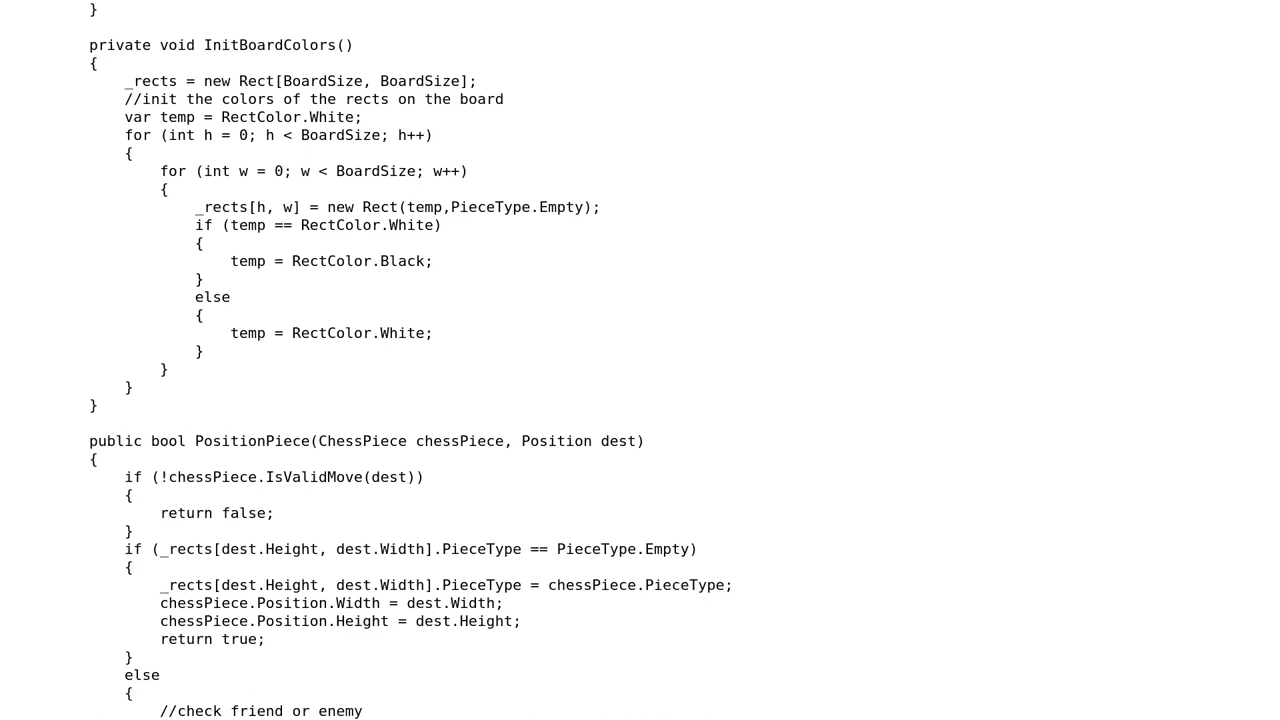 }
private void InitBoardColors()
{
_rects = new Rect[BoardSize, BoardSize];
//init the colors of the rects on the board
var temp = RectColor.White;
for (int h = 0; h < BoardSize; h++)
{
for (int w = 0; w < BoardSize; w++)
{
_rects[h, w] = new Rect(temp,PieceType.Empty);
if (temp == RectColor.White)
{
temp = RectColor.Black;
}
else
{
temp = RectColor.White;
}
}
}
}
public bool PositionPiece(ChessPiece chessPiece, Position dest)
{
if (!chessPiece.IsValidMove(dest))
{
return false;
}
if (_rects[dest.Height, dest.Width].PieceType == PieceType.Empty)
{
_rects[dest.Height, dest.Width].PieceType = chessPiece.PieceType;
chessPiece.Position.Width = dest.Width;
chessPiece.Position.Height = dest.Height;
return true;
}
else
{
//check friend or enemy